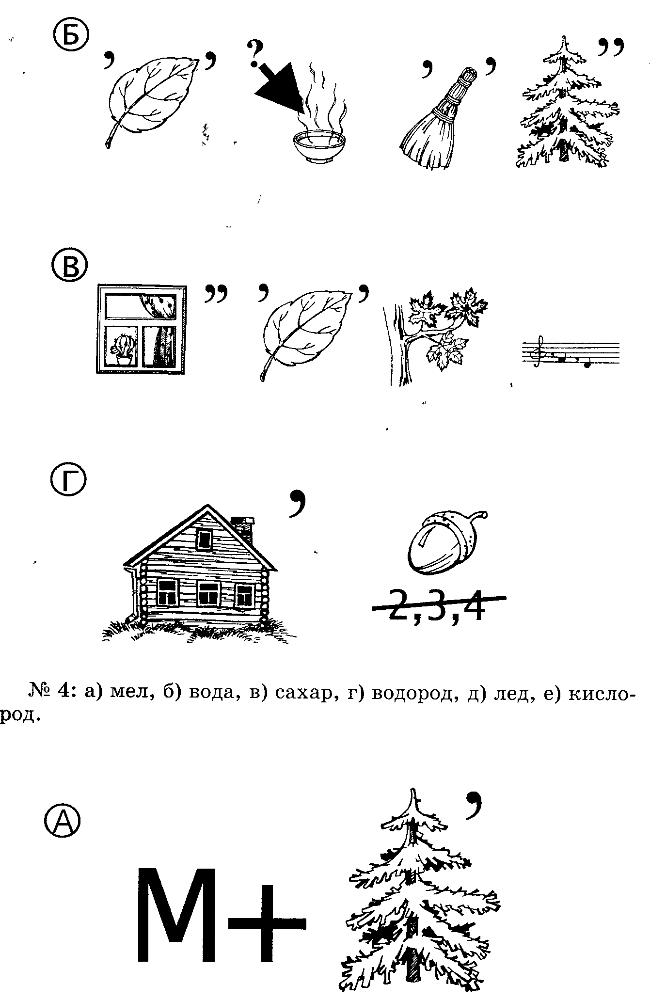 Б
, , ? , , ,,
В
,, , ,
Г
,
2,3,4
№ 4: а) мел, б) вода, в) сахар, г) водород, д) лед, е) кисло-
род.
А
М+ ,